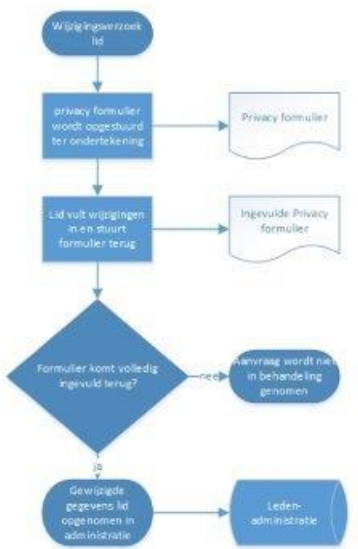 Wijzigingsverzoek
lid
privacy formulier
wordt opgestuurd
ter ondertekening
Privacy formulier
Lid vult wijzigingen
in en stuurt
formulier terug
Ingevulde Privacy
formulier
Formulier komt volledig
ingevuld terug?
nee
Aanvraag wordt niet
in behandeling
genomen
ja
Gewijzigde
gegevens lid
opgenomen in
administratie
Leden-
administratie